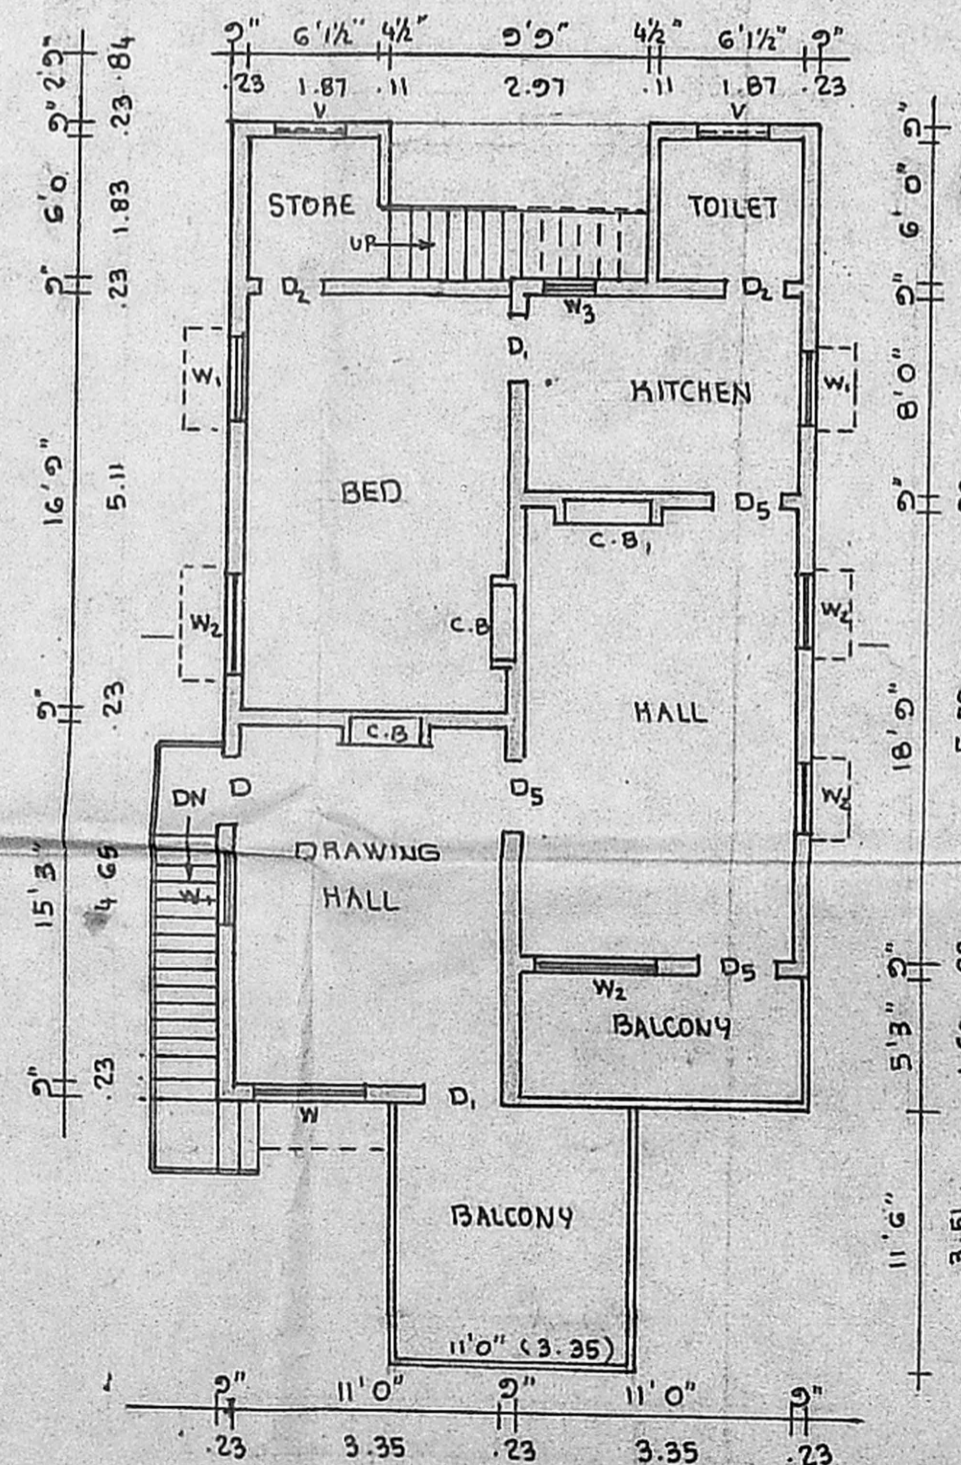 9" 6'1½" 4½" 9'9" 4½" 6'1½" 9"
.23 1.87 .11 2.97 .11 1.87 .23
V V
2'9" .84
9" .23 9"
6'0 1.83 6'0"
STORE TOILET
UP
9" .23 D2 D2 9"
W3
D1
W1 KITCHEN W1 8'0"
16'9" 5.11 BED
D5 9"
C.B1
W2 C.B W2
9" .23 HALL 18'9"
C.B
DN D D5 W2
15'3" 4.65 DRAWING
HALL
D5 9"
W2
BALCONY 5'3"
9" .23 W D1
BALCONY 11'6"
3.51
11'0" (3.35)
9" 11'0" 9" 11'0" 9"
.23 3.35 .23 3.35 .23